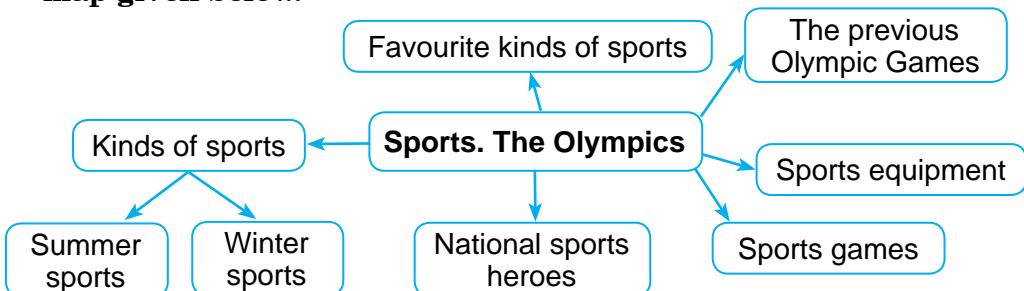 Favourite kinds of sports
The previous
Olympic Games
Kinds of sports
Sports. The Olympics
Sports equipment
Summer
sports
Winter
sports
National sports
heroes
Sports games